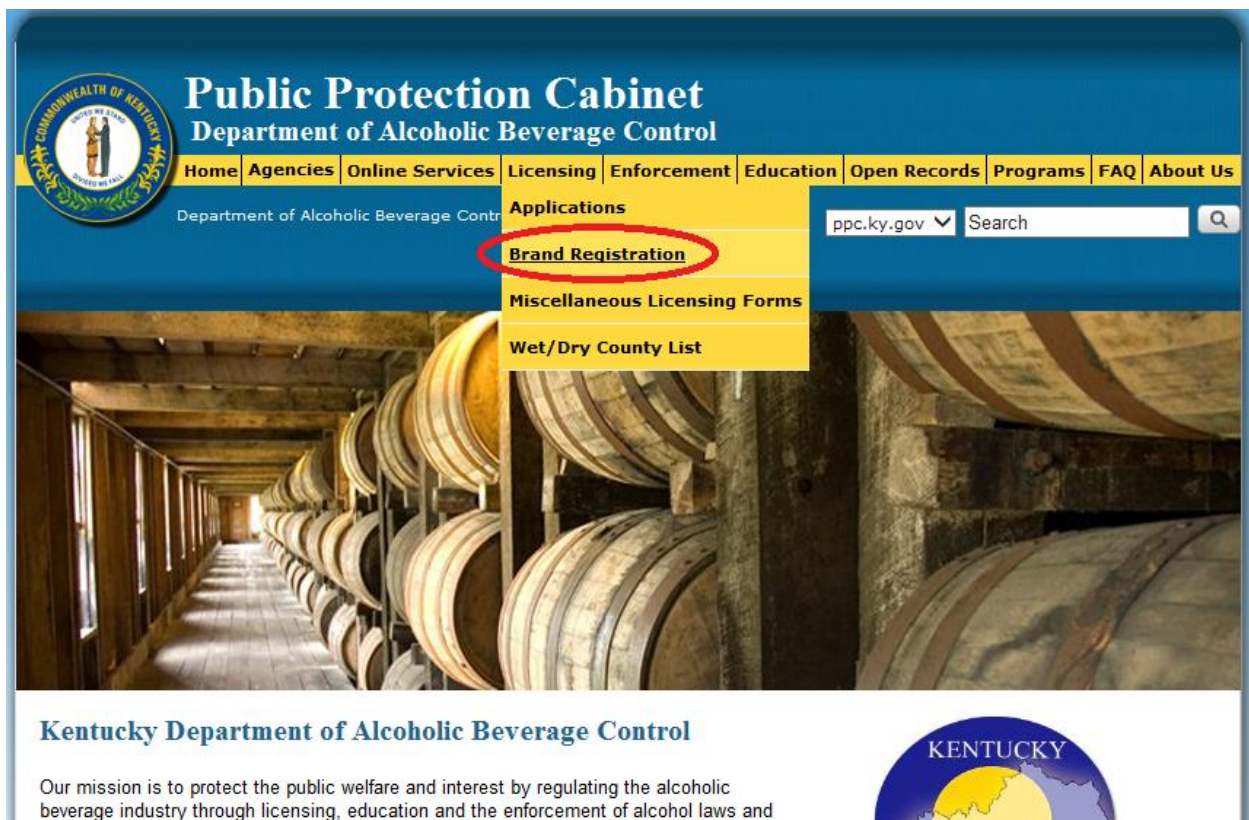 COMMONWEALTH OF KENTUCKY
UNITED WE STAND
DIVIDED WE FALL
Public Protection Cabinet
Department of Alcoholic Beverage Control
Home Agencies Online Services Licensing Enforcement Education Open Records Programs FAQ About Us
Department of Alcoholic Beverage Contr
ppc.ky.gov Search
Applications
Brand Registration
Miscellaneous Licensing Forms
Wet/Dry County List
Kentucky Department of Alcoholic Beverage Control
KENTUCKY
Our mission is to protect the public welfare and interest by regulating the alcoholic
beverage industry through licensing, education and the enforcement of alcohol laws and